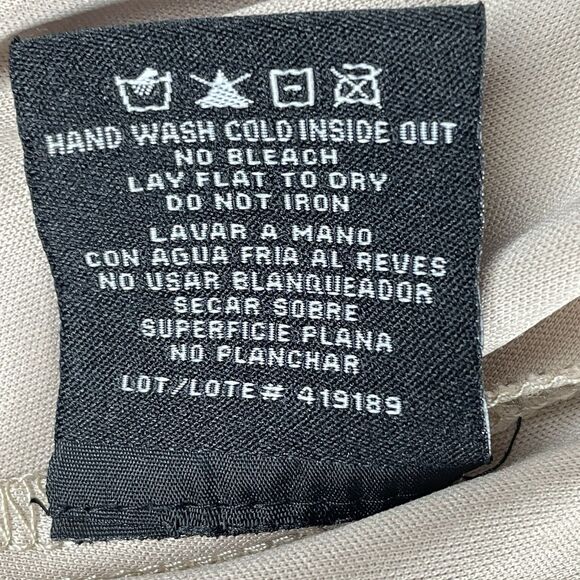 HAND WASH COLD INSIDE OUT
NO BLEACH
LAY FLAT TO DRY
DO NOT IRON
LAVAR A MANO
CON AGUA FRIA AL REVES
NO USAR BLANQUEADOR
SECAR SOBRE
SUPERFICIE PLANA
NO PLANCHAR
LOT/LOTE# 419189